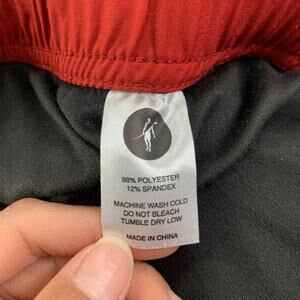 88% POLYESTER
12% SPANDEX
MACHINE WASH COLD
DO NOT BLEACH
TUMBLE DRY LOW
MADE IN CHINA